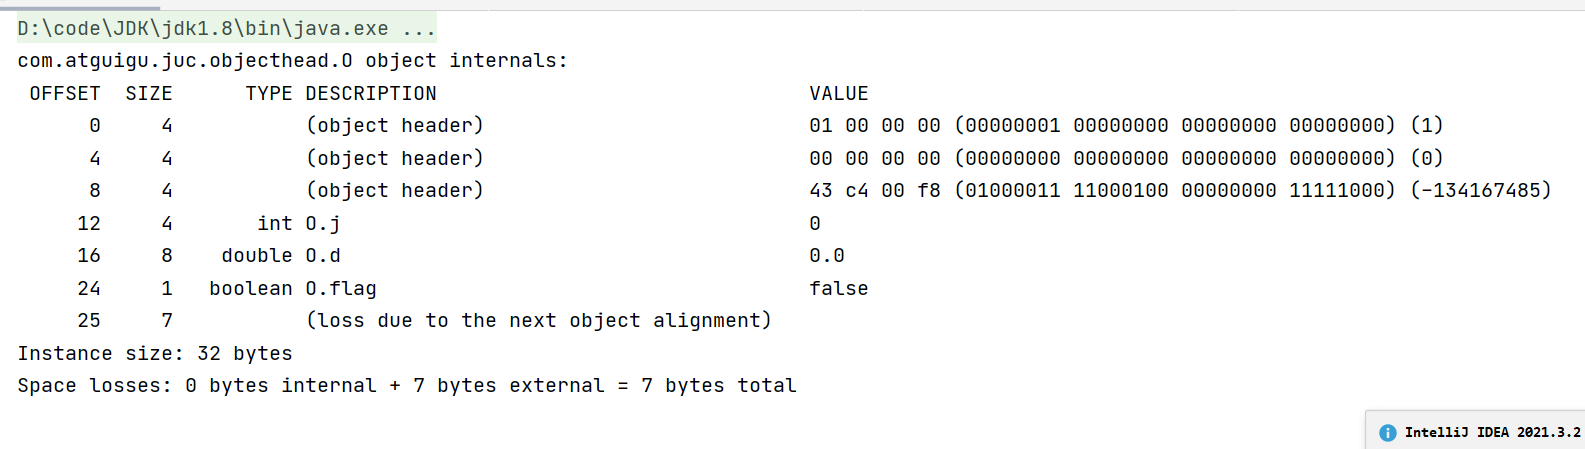 D:\code\JDK\jdk1.8\bin\java.exe ...
com.atguigu.juc.objecthead.O object internals:
 OFFSET  SIZE      TYPE DESCRIPTION                               VALUE
      0     4           (object header)                           01 00 00 00 (00000001 00000000 00000000 00000000) (1)
      4     4           (object header)                           00 00 00 00 (00000000 00000000 00000000 00000000) (0)
      8     4           (object header)                           43 c4 00 f8 (01000011 11000100 00000000 11111000) (-134167485)
     12     4       int O.j                                       0
     16     8    double O.d                                       0.0
     24     1   boolean O.flag                                    false
     25     7           (loss due to the next object alignment)
Instance size: 32 bytes
Space losses: 0 bytes internal + 7 bytes external = 7 bytes total
IntelliJ IDEA 2021.3.2